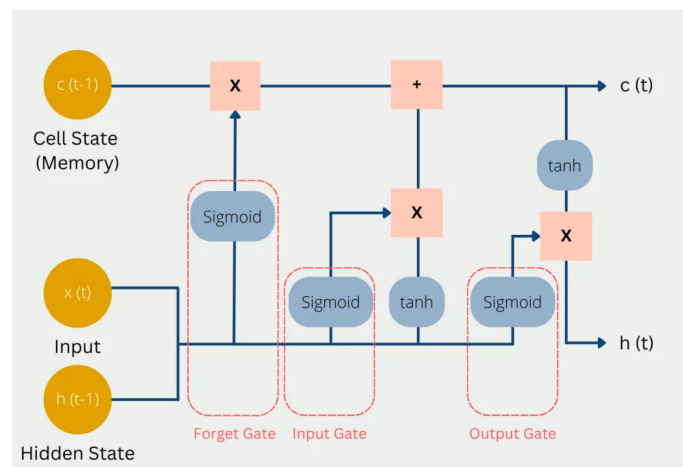 c (t-1)
X
+
c (t)
Cell State
(Memory)
tanh
Sigmoid
X
X
x (t)
Sigmoid
tanh
Sigmoid
Input
h (t)
h (t-1)
Forget Gate
Input Gate
Output Gate
Hidden State